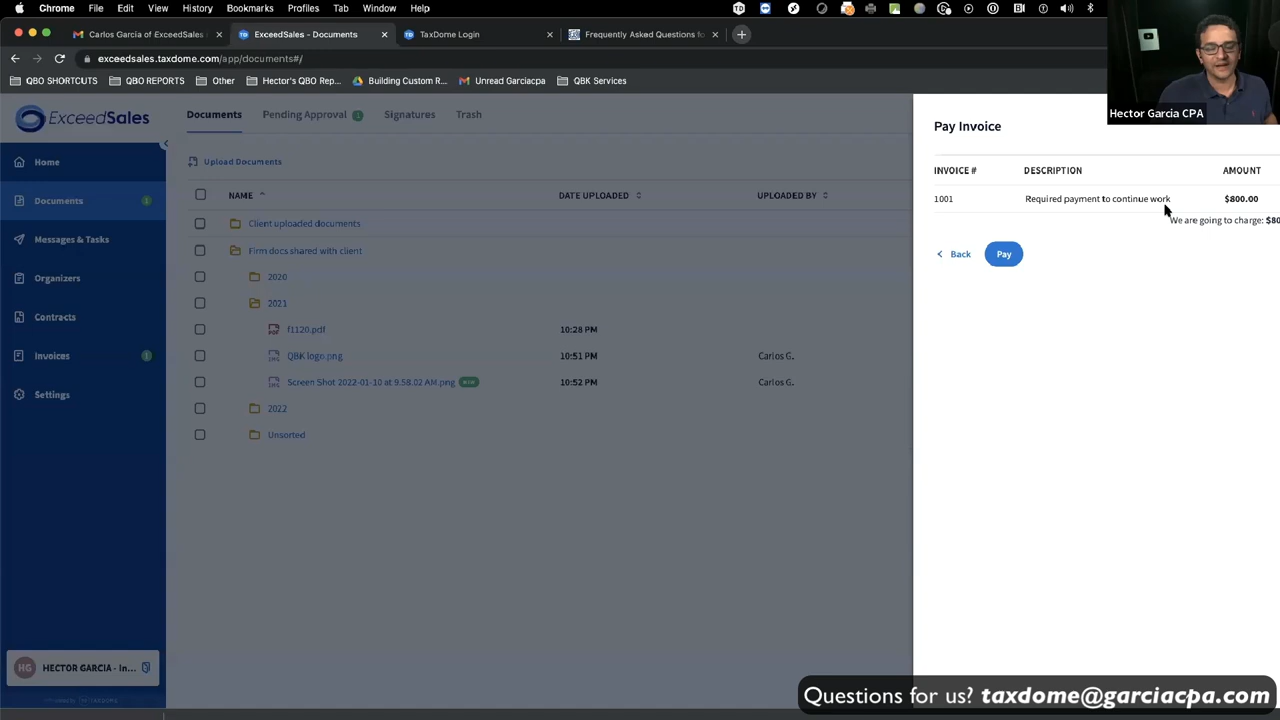 Chrome File Edit View History Bookmarks Profiles Tab Window Help
Carlos Garcia of ExceedSales
ExceedSales - Documents
TaxDome Login
Frequently Asked Questions fo
exceedsales.taxdome.com/app/documents#/
QBO SHORTCUTS
QBO REPORTS
Other
Hector's QBO Rep...
Building Custom R...
Unread Garciacpa
QBK Services
Hector Garcia CPA
ExceedSales
Home
Documents 1
Messages & Tasks
Organizers
Contracts
Invoices 1
Settings
HG HECTOR GARCIA - In...
Documents Pending Approval 1 Signatures Trash
Upload Documents
NAME DATE UPLOADED UPLOADED BY
Client uploaded documents
Firm docs shared with client
2020
2021
f1120.pdf 10:28 PM
QBK logo.png 10:51 PM Carlos G.
Screen Shot 2022-01-10 at 9.58.02 AM.png NEW 10:52 PM Carlos G.
2022
Unsorted
Pay Invoice
INVOICE # DESCRIPTION AMOUNT
1001 Required payment to continue work $800.00
We are going to charge: $80
Back Pay
Questions for us? taxdome@garciacpa.com